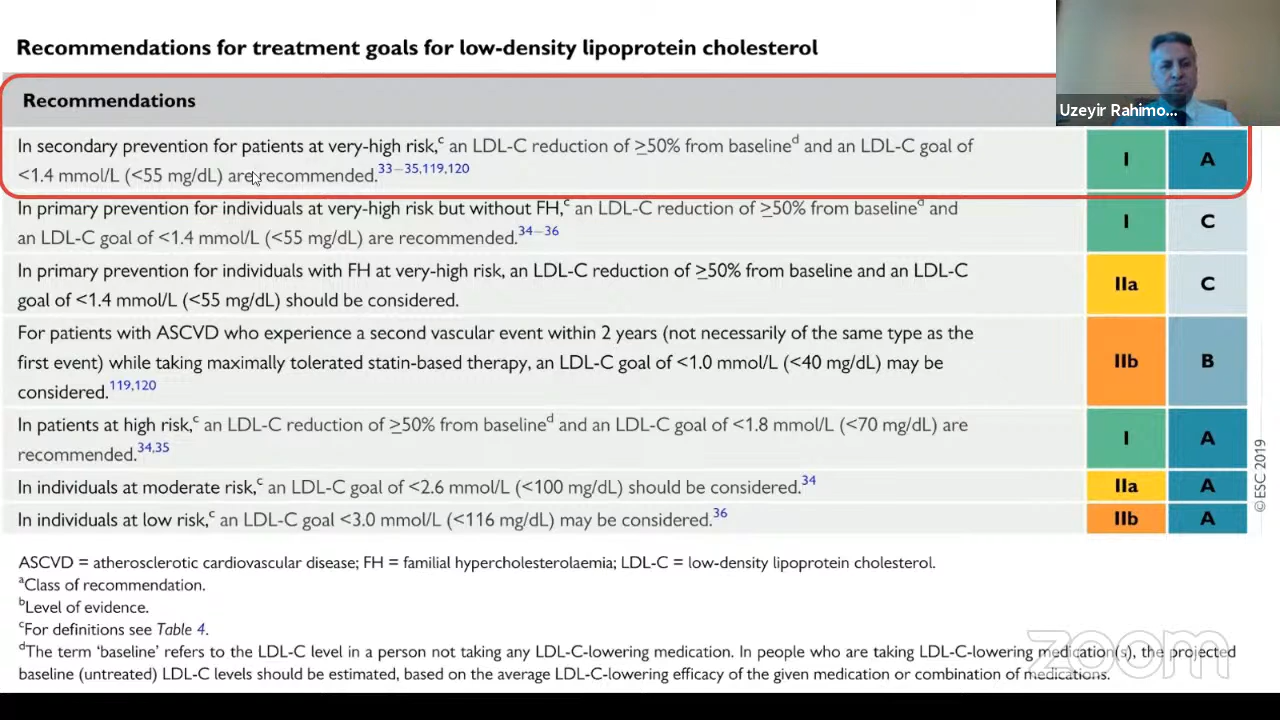 Recommendations for treatment goals for low-density lipoprotein cholesterol
Uzeyir Rahimo...
Recommendations
In secondary prevention for patients at very-high risk,c an LDL-C reduction of ≥50% from baselined and an LDL-C goal of
<1.4 mmol/L (<55 mg/dL) are recommended.33–35,119,120
I A
In primary prevention for individuals at very-high risk but without FH,c an LDL-C reduction of ≥50% from baselined and
an LDL-C goal of <1.4 mmol/L (<55 mg/dL) are recommended.34–36
I C
In primary prevention for individuals with FH at very-high risk, an LDL-C reduction of ≥50% from baseline and an LDL-C
goal of <1.4 mmol/L (<55 mg/dL) should be considered.
IIa C
For patients with ASCVD who experience a second vascular event within 2 years (not necessarily of the same type as the
first event) while taking maximally tolerated statin-based therapy, an LDL-C goal of <1.0 mmol/L (<40 mg/dL) may be
considered.119,120
IIb B
In patients at high risk,c an LDL-C reduction of ≥50% from baselined and an LDL-C goal of <1.8 mmol/L (<70 mg/dL) are
recommended.34,35
I A
In individuals at moderate risk,c an LDL-C goal of <2.6 mmol/L (<100 mg/dL) should be considered.34
IIa A
In individuals at low risk,c an LDL-C goal <3.0 mmol/L (<116 mg/dL) may be considered.36
IIb A
©ESC 2019
ASCVD = atherosclerotic cardiovascular disease; FH = familial hypercholesterolaemia; LDL-C = low-density lipoprotein cholesterol.
aClass of recommendation.
bLevel of evidence.
cFor definitions see Table 4.
dThe term ‘baseline’ refers to the LDL-C level in a person not taking any LDL-C-lowering medication. In people who are taking LDL-C-lowering medication(s), the projected
baseline (untreated) LDL-C levels should be estimated, based on the average LDL-C-lowering efficacy of the given medication or combination of medications.
zoom